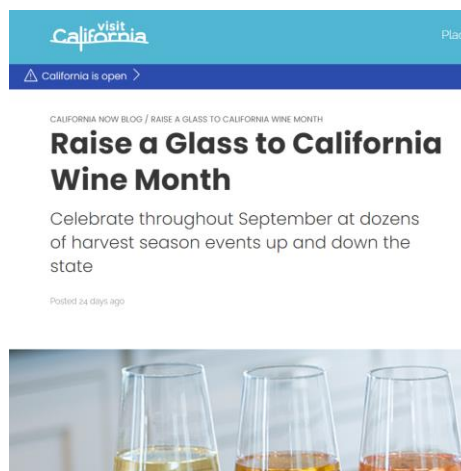 visit
California
Plac
California is open
CALIFORNIA NOW BLOG / RAISE A GLASS TO CALIFORNIA WINE MONTH
Raise a Glass to California
Wine Month
Celebrate throughout September at dozens
of harvest season events up and down the
state
Posted 24 days ago